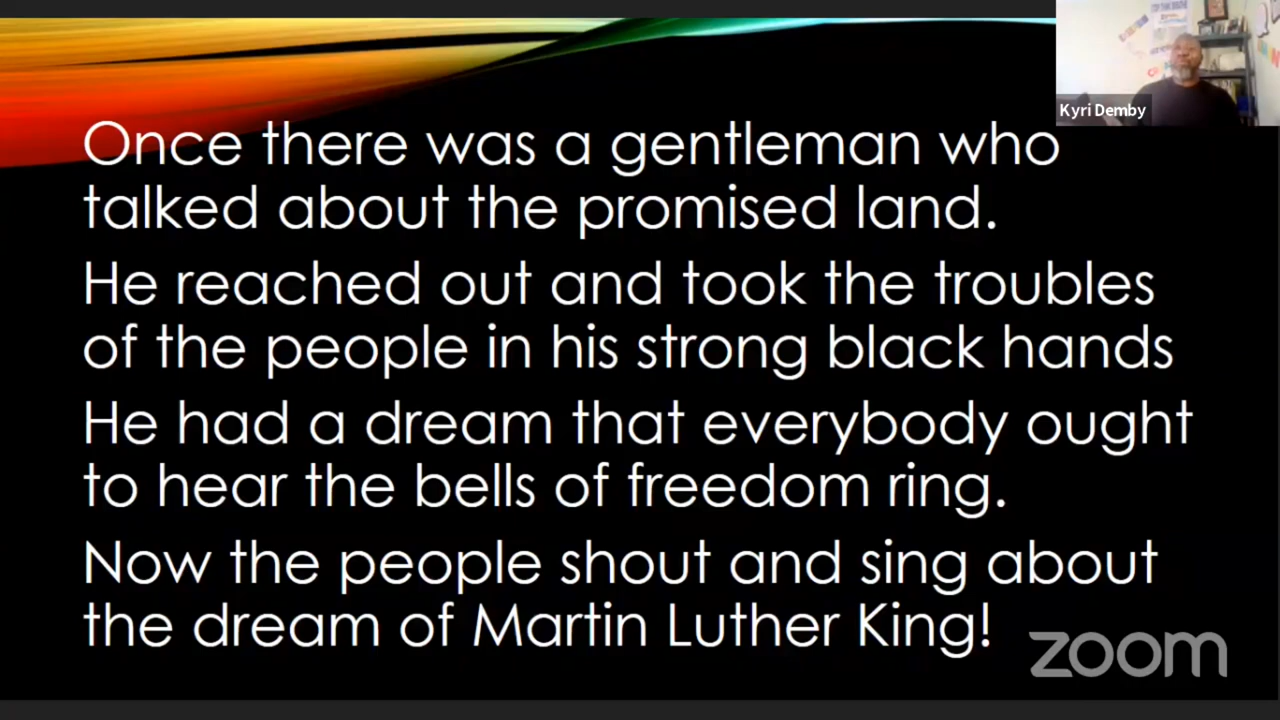 Kyri Demby
Once there was a gentleman who
talked about the promised land.
He reached out and took the troubles
of the people in his strong black hands
He had a dream that everybody ought
to hear the bells of freedom ring.
Now the people shout and sing about
the dream of Martin Luther King!
zoom